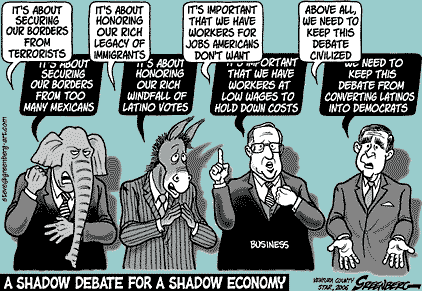 IT'S ABOUT
SECURING
OUR BORDERS
FROM
TERRORISTS
IT'S ABOUT
HONORING
OUR RICH
LEGACY OF
IMMIGRANTS
IT'S IMPORTANT
THAT WE HAVE
WORKERS FOR
JOBS AMERICANS
DON'T WANT
ABOVE ALL,
WE NEED TO
KEEP THIS
DEBATE
CIVILIZED
IT'S ABOUT
SECURING
OUR BORDERS
FROM TOO
MANY MEXICANS
IT'S ABOUT
HONORING
OUR RICH
WINDFALL OF
LATINO VOTES
IT'S IMPORTANT
THAT WE HAVE
WORKERS AT
LOW WAGES TO
HOLD DOWN COSTS
WE NEED TO
KEEP THIS
DEBATE FROM
CONVERTING LATINOS
INTO DEMOCRATS
steve@greenberg-art.com
BUSINESS
A SHADOW DEBATE FOR A SHADOW ECONOMY
VENTURA COUNTY
STAR, 2006
GREENBERG